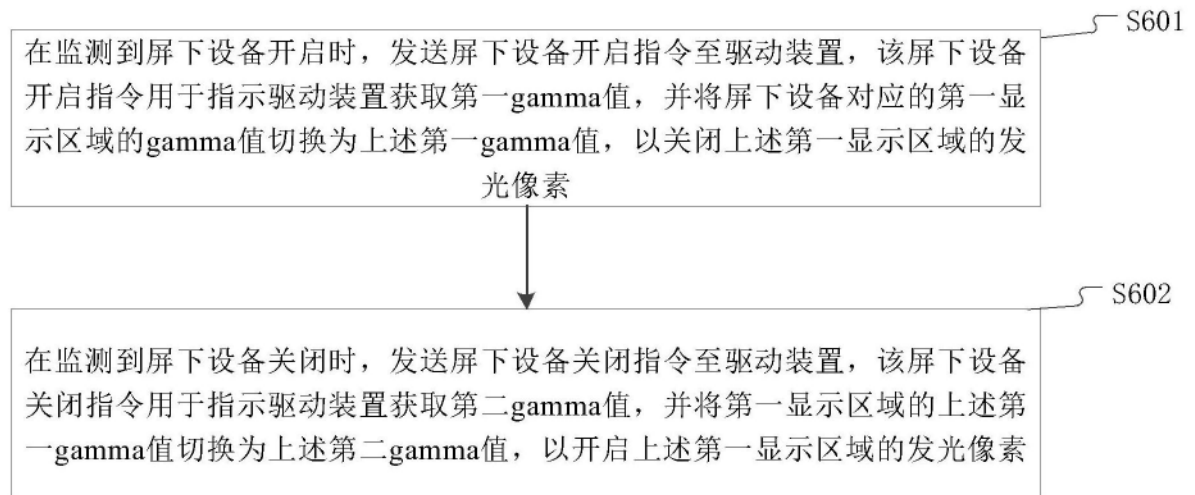 S601
在监测到屏下设备开启时，发送屏下设备开启指令至驱动装置，该屏下设备
开启指令用于指示驱动装置获取第一gamma值，并将屏下设备对应的第一显
示区域的gamma值切换为上述第一gamma值，以关闭上述第一显示区域的发
光像素
S602
在监测到屏下设备关闭时，发送屏下设备关闭指令至驱动装置，该屏下设备
关闭指令用于指示驱动装置获取第二gamma值，并将第一显示区域的上述第
一gamma值切换为上述第二gamma值，以开启上述第一显示区域的发光像素